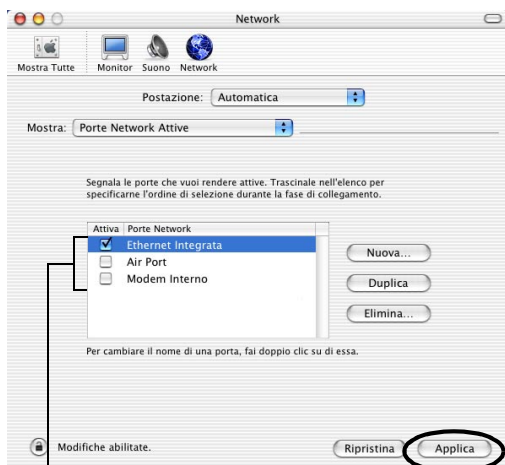 Network
Mostra Tutte
Monitor
Suono
Network
Postazione: Automatica
Mostra: Porte Network Attive
Segnala le porte che vuoi rendere attive. Trascinale nell'elenco per
specificarne l'ordine di selezione durante la fase di collegamento.
Attiva Porte Network
Ethernet Integrata
Air Port
Modem Interno
Nuova...
Duplica
Elimina...
Per cambiare il nome di una porta, fai doppio clic su di essa.
Modifiche abilitate.
Ripristina
Applica